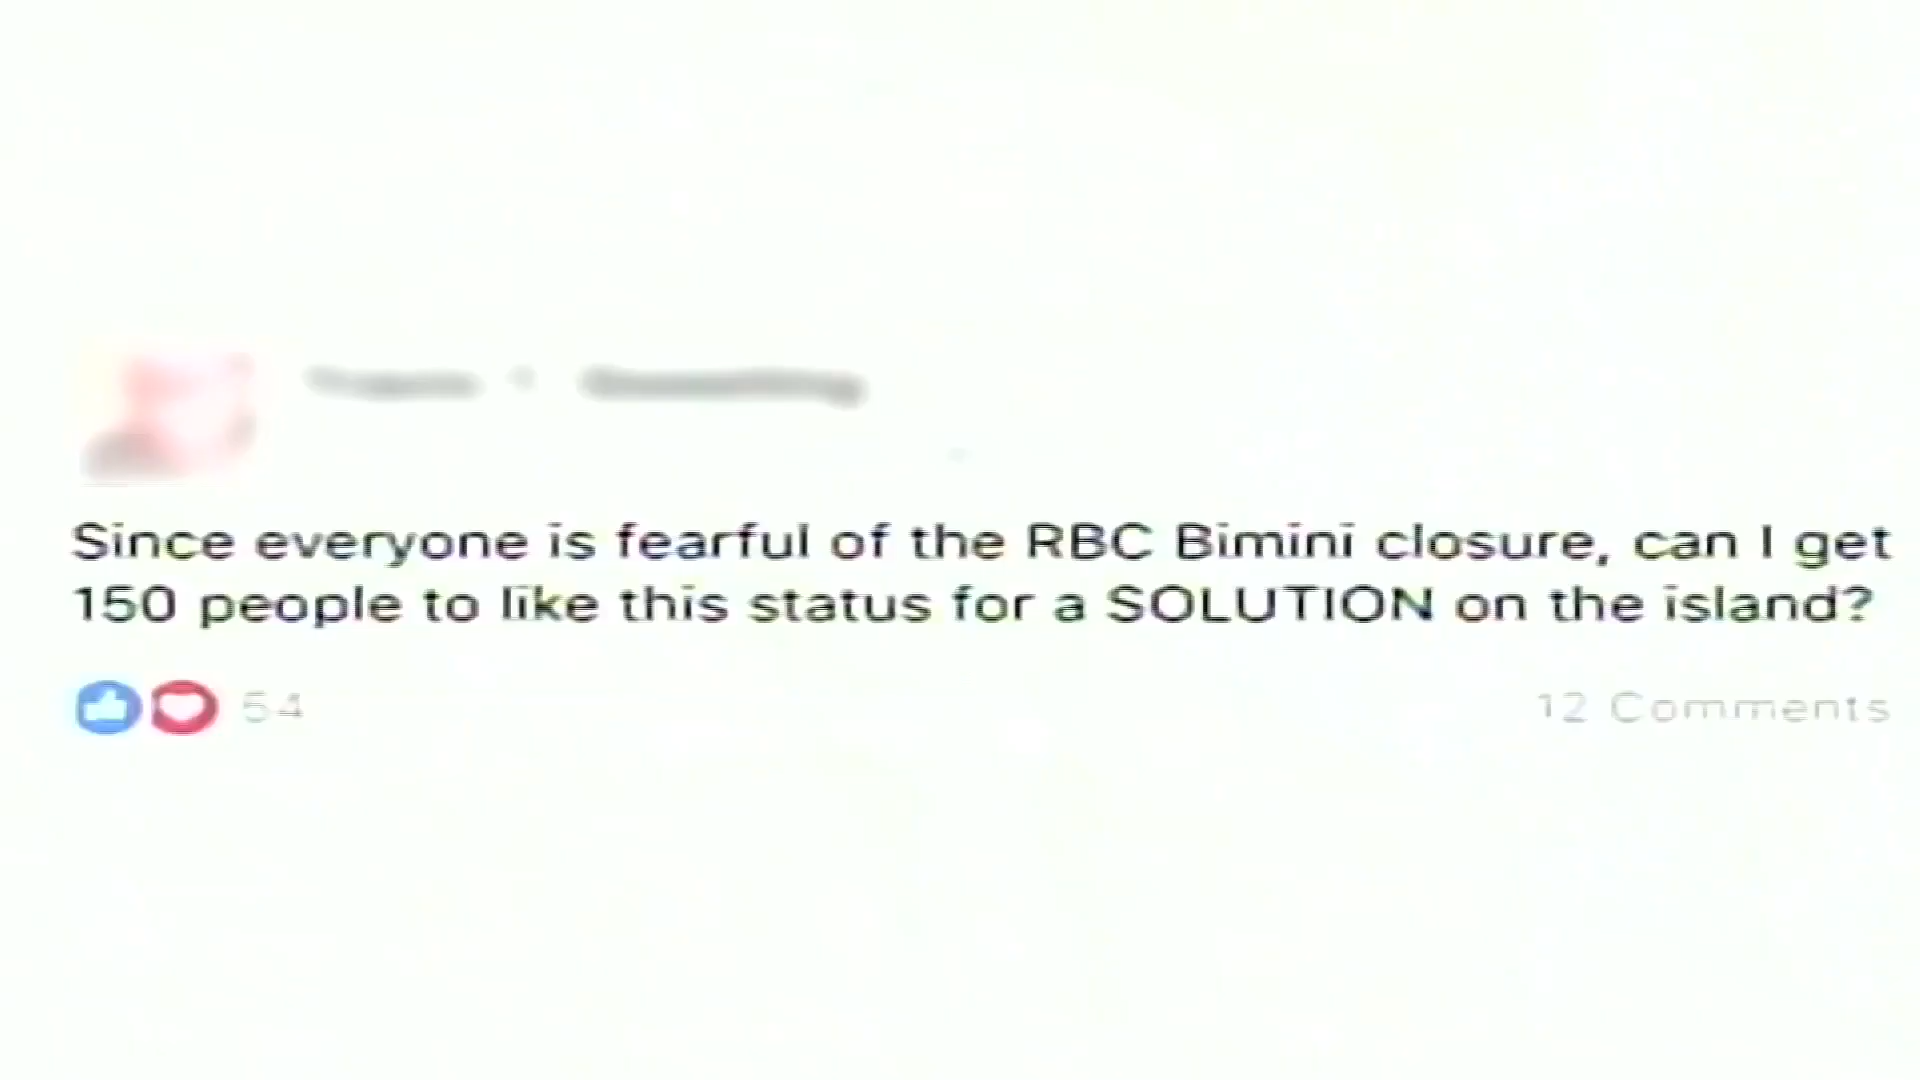 Since everyone is fearful of the RBC Bimini closure, can I get
150 people to like this status for a SOLUTION on the island?
54
12 Comments